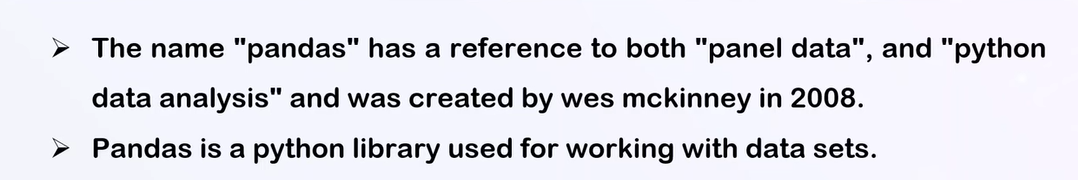 ➢ The name "pandas" has a reference to both "panel data", and "python
data analysis" and was created by wes mckinney in 2008.
➢ Pandas is a python library used for working with data sets.